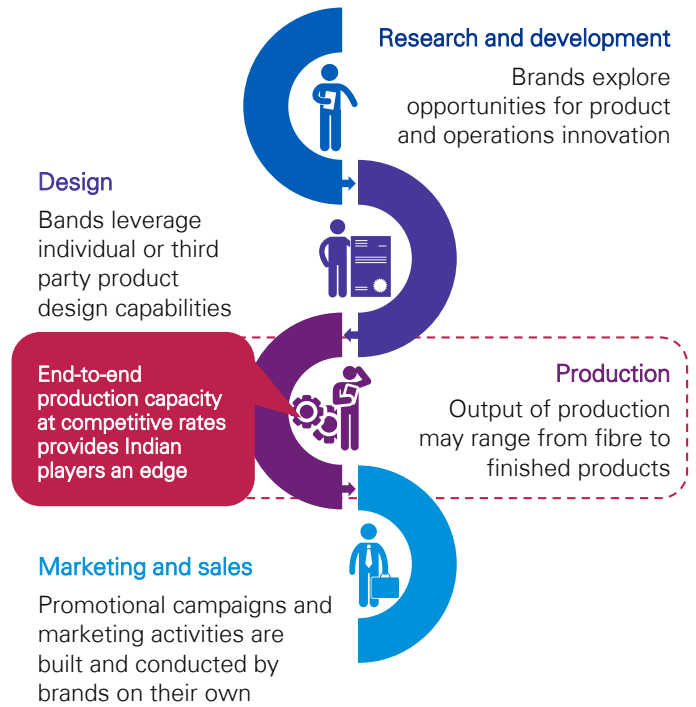 Research and development
Brands explore
opportunities for product
and operations innovation
Design
Bands leverage
individual or third
party product
design capabilities
End-to-end
production capacity
at competitive rates
provides Indian
players an edge
Production
Output of production
may range from fibre to
finished products
Marketing and sales
Promotional campaigns and
marketing activities are
built and conducted by
brands on their own